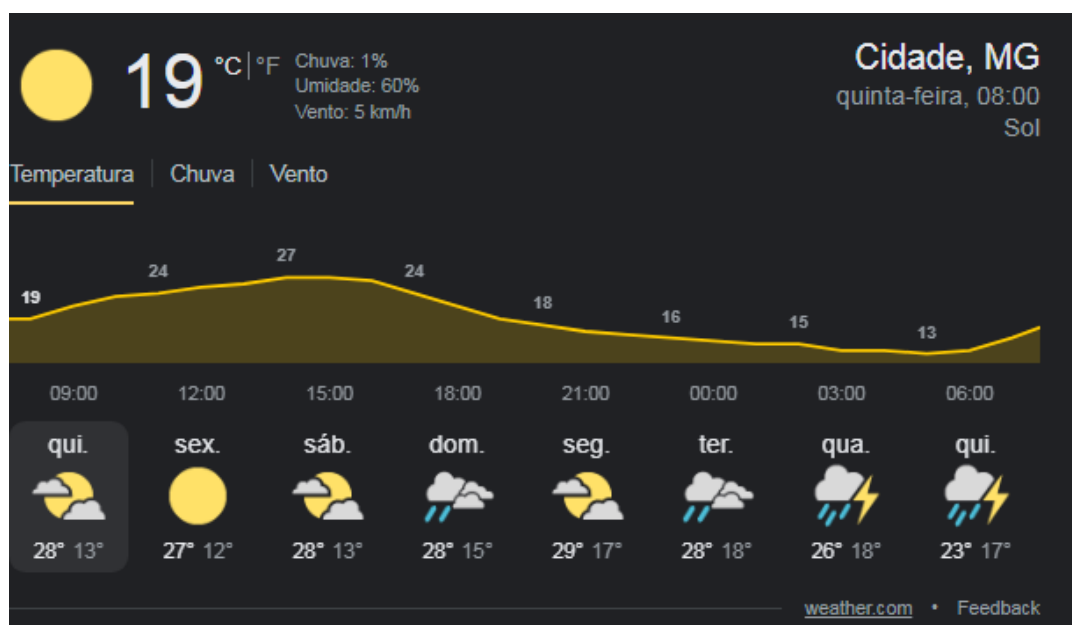 19 °C | °F
Chuva: 1%
Umidade: 60%
Vento: 5 km/h
Cidade, MG
quinta-feira, 08:00
Sol
Temperatura | Chuva | Vento
19 24 27 24 18 16 15 13
09:00 12:00 15:00 18:00 21:00 00:00 03:00 06:00
qui. sex. sáb. dom. seg. ter. qua. qui.
28° 13° 27° 12° 28° 13° 28° 15° 29° 17° 28° 18° 26° 18° 23° 17°
weather.com • Feedback